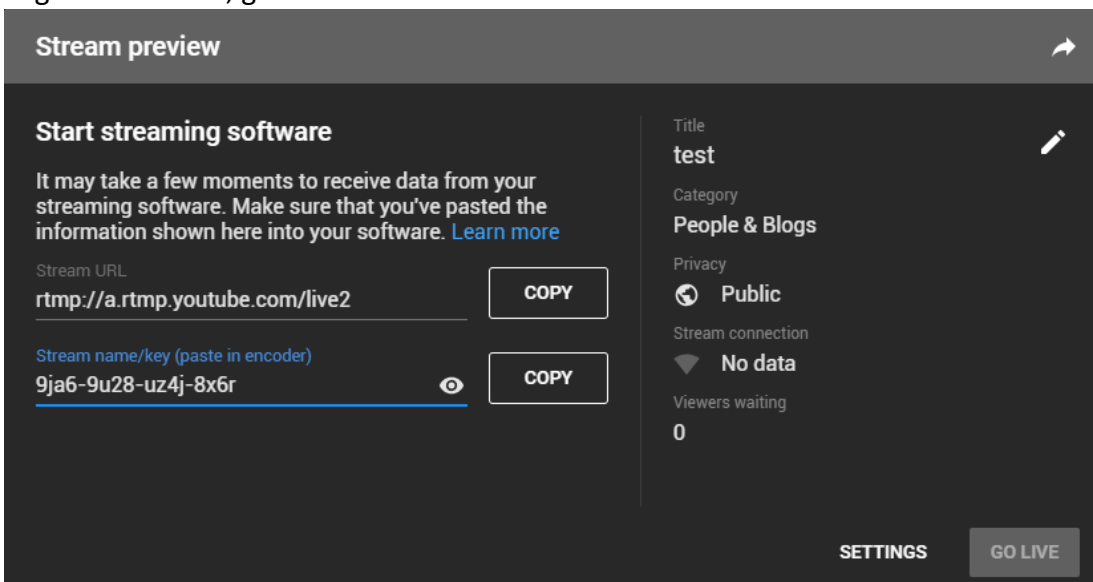 Stream preview
Start streaming software
It may take a few moments to receive data from your
streaming software. Make sure that you've pasted the
information shown here into your software. Learn more
Stream URL
rtmp://a.rtmp.youtube.com/live2
COPY
Stream name/key (paste in encoder)
9ja6-9u28-uz4j-8x6r
COPY
Title
test
Category
People & Blogs
Privacy
Public
Stream connection
No data
Viewers waiting
0
SETTINGS
GO LIVE